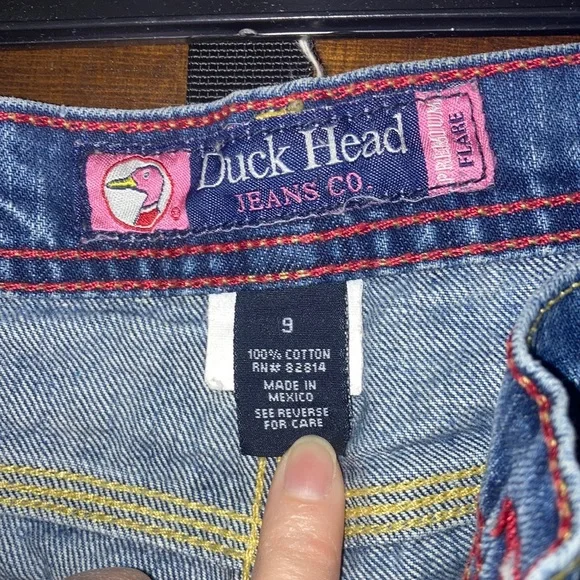 Duck Head
JEANS CO.
PREMIUM
FLARE
9
100% COTTON
RN# 82814
MADE IN
MEXICO
SEE REVERSE
FOR CARE